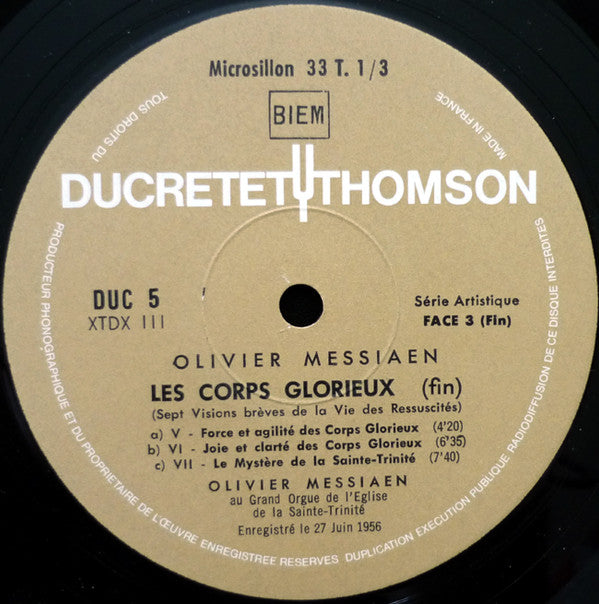 Microsillon 33 T. 1/3
BIEM
DUCRETET THOMSON
DUC 5
XTDX III
Série Artistique
FACE 3 (Fin)
OLIVIER MESSIAEN
LES CORPS GLORIEUX (fin)
(Sept Visions brèves de la Vie des Ressuscités)
a) V - Force et agilité des Corps Glorieux (4'20)
b) VI - Joie et clarté des Corps Glorieux (6'35)
c) VII - Le Mystère de la Sainte-Trinité (7'40)
OLIVIER MESSIAEN
au Grand Orgue de l'Eglise
de la Sainte-Trinité
Enregistré le 27 Juin 1956
TOUS DROITS DU PRODUCTEUR PHONOGRAPHIQUE ET DU PROPRIETAIRE DE L'ŒUVRE ENREGISTREE RESERVES DUPLICATION EXECUTION PUBLIQUE RADIODIFFUSION DE CE DISQUE INTERDITES
MADE IN FRANCE